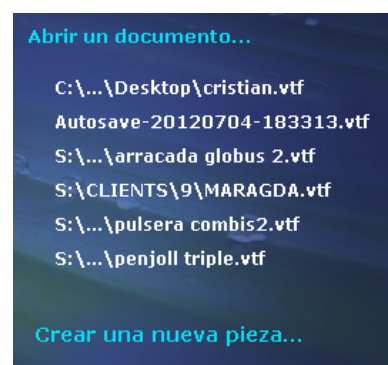 Abrir un documento...
C:\...\Desktop\cristian.vtf
Autosave-20120704-183313.vtf
S:\...\arracada globus 2.vtf
S:\CLIENTS\9\MARAGDA.vtf
S:\...\pulsera combis2.vtf
S:\...\penjoll triple.vtf
Crear una nueva pieza...